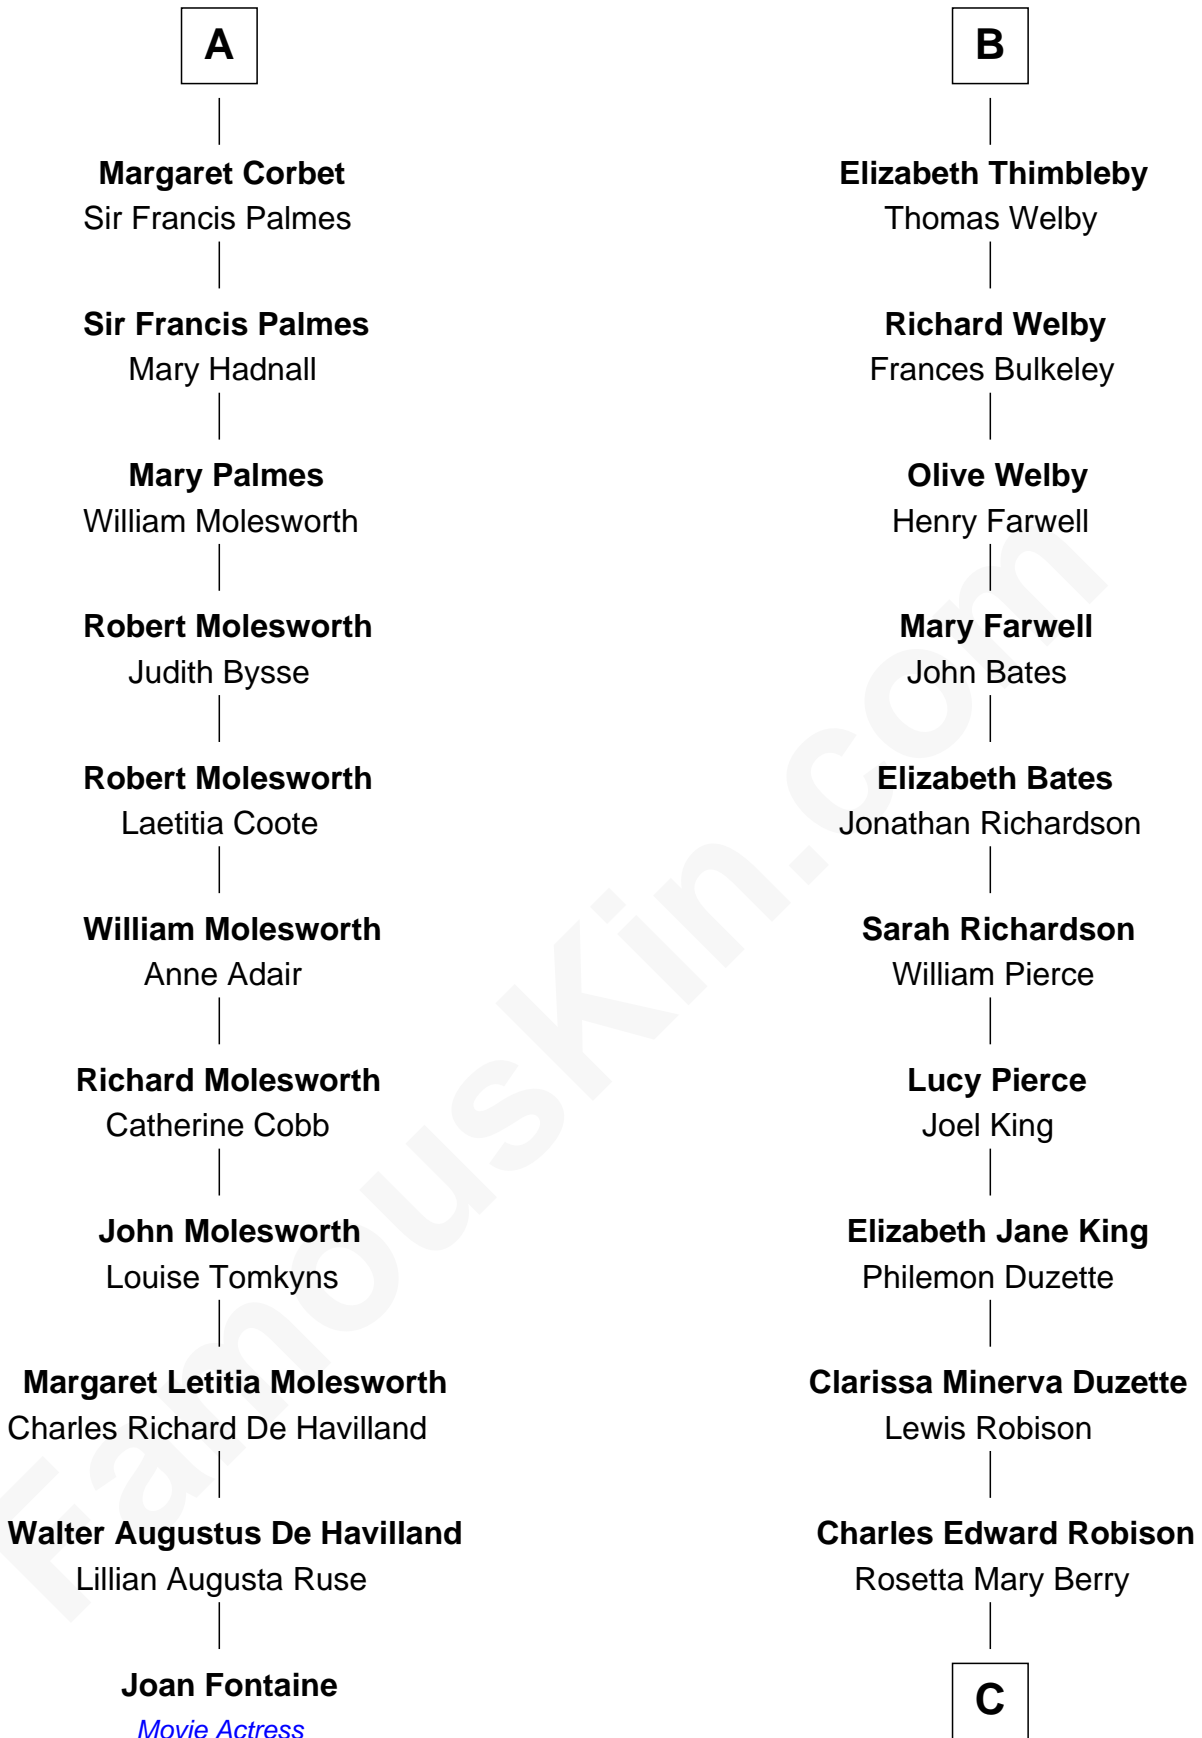 A
Margaret Corbet
Sir Francis Palmes
Sir Francis Palmes
Mary Hadnall
Mary Palmes
William Molesworth
Robert Molesworth
Judith Bysse
Robert Molesworth
Laetitia Coote
William Molesworth
Anne Adair
Richard Molesworth
Catherine Cobb
John Molesworth
Louise Tomkyns
Margaret Letitia Molesworth
Charles Richard De Havilland
Walter Augustus De Havilland
Lillian Augusta Ruse
Joan Fontaine
Movie Actress
B
Elizabeth Thimbleby
Thomas Welby
Richard Welby
Frances Bulkeley
Olive Welby
Henry Farwell
Mary Farwell
John Bates
Elizabeth Bates
Jonathan Richardson
Sarah Richardson
William Pierce
Lucy Pierce
Joel King
Elizabeth Jane King
Philemon Duzette
Clarissa Minerva Duzette
Lewis Robison
Charles Edward Robison
Rosetta Mary Berry
C
FamousKin.com